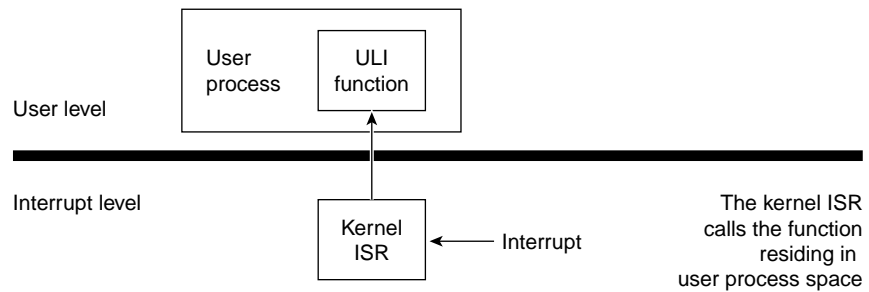 User
process
ULI
function
User level
Interrupt level
Kernel
ISR
Interrupt
The kernel ISR
calls the function
residing in
user process space